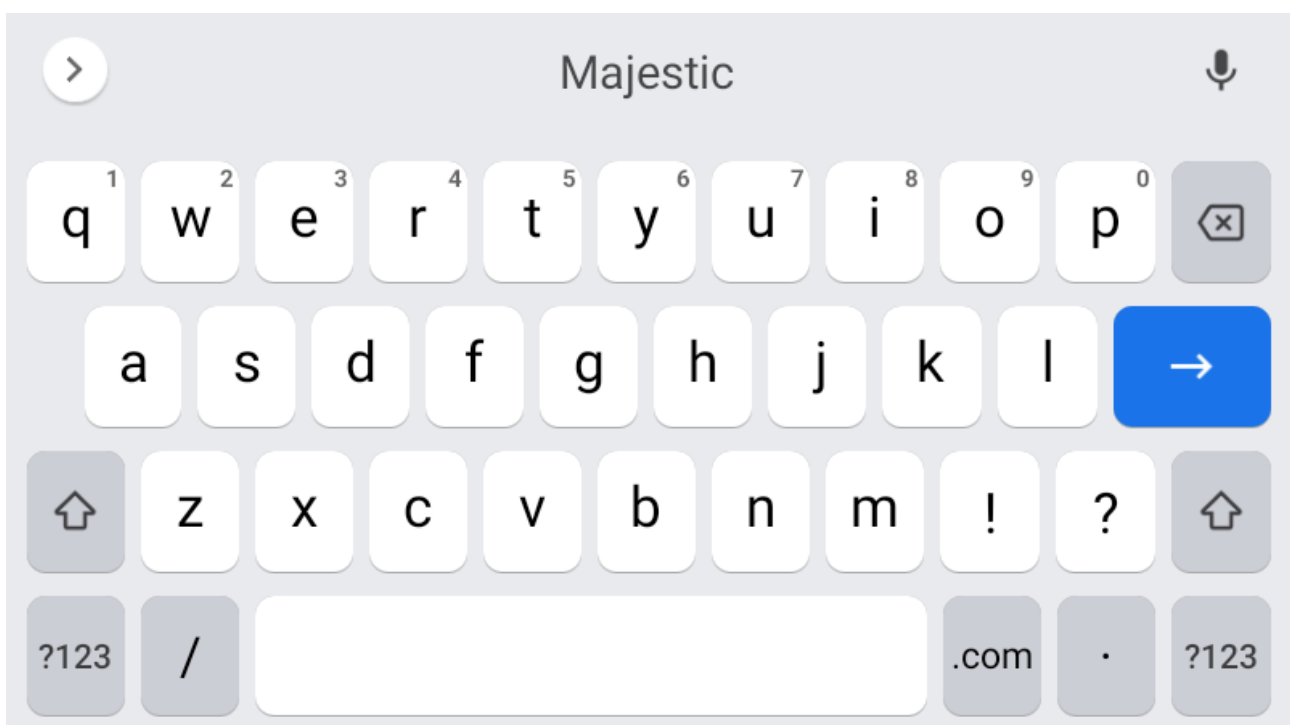 Majestic
q 1 w 2 e 3 r 4 t 5 y 6 u 7 i 8 o 9 p 0
a s d f g h j k l
z x c v b n m ! ?
?123 / .com . ?123